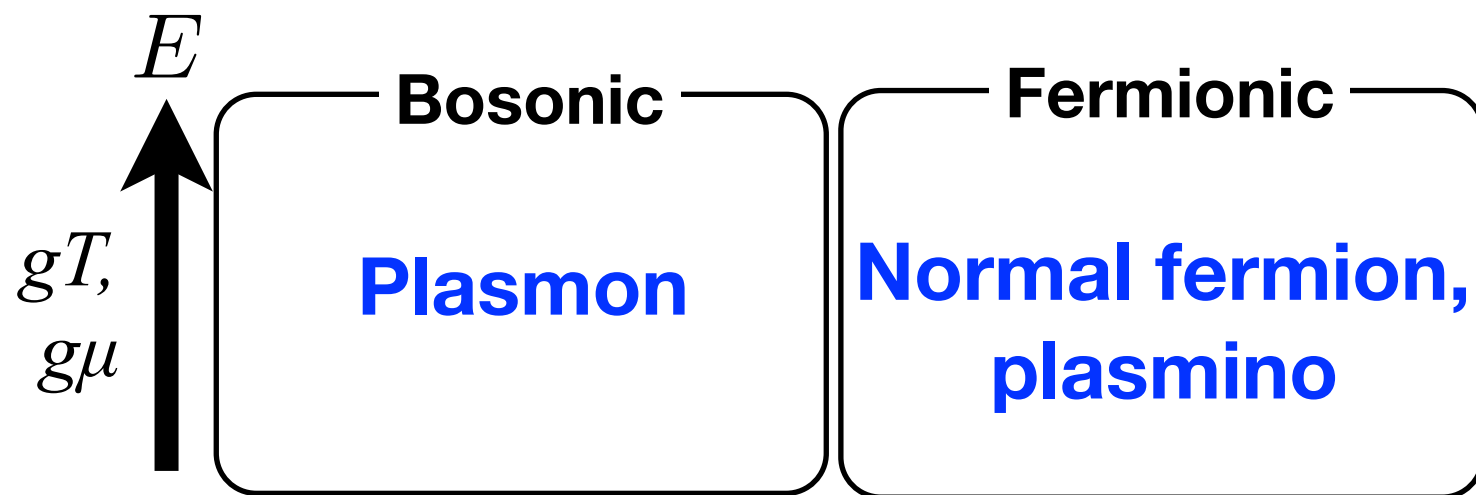 E
Bosonic
Fermionic
gT,
gμ
Plasmon
Normal fermion,
plasmino